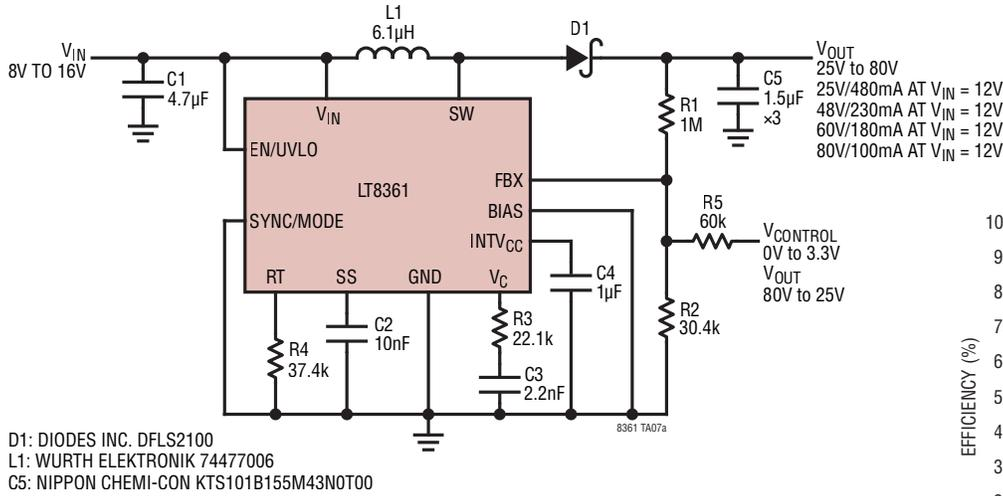 L1
6.1µH
D1
VIN
8V TO 16V
C1
4.7µF
VOUT
25V to 80V
25V/480mA AT VIN = 12V
48V/230mA AT VIN = 12V
60V/180mA AT VIN = 12V
80V/100mA AT VIN = 12V
C5
1.5µF
×3
R1
1M
VIN
SW
EN/UVLO
LT8361
FBX
BIAS
SYNC/MODE
INTVCC
RT
SS
GND
VC
R5
60k
VCONTROL
0V to 3.3V
VOUT
80V to 25V
C4
1µF
R2
30.4k
R3
22.1k
C2
10nF
R4
37.4k
C3
2.2nF
8361 TA07a
D1: DIODES INC. DFLS2100
L1: WURTH ELEKTRONIK 74477006
C5: NIPPON CHEMI-CON KTS101B155M43N0T00
EFFICIENCY (%)
10
9
8
7
6
5
4
3